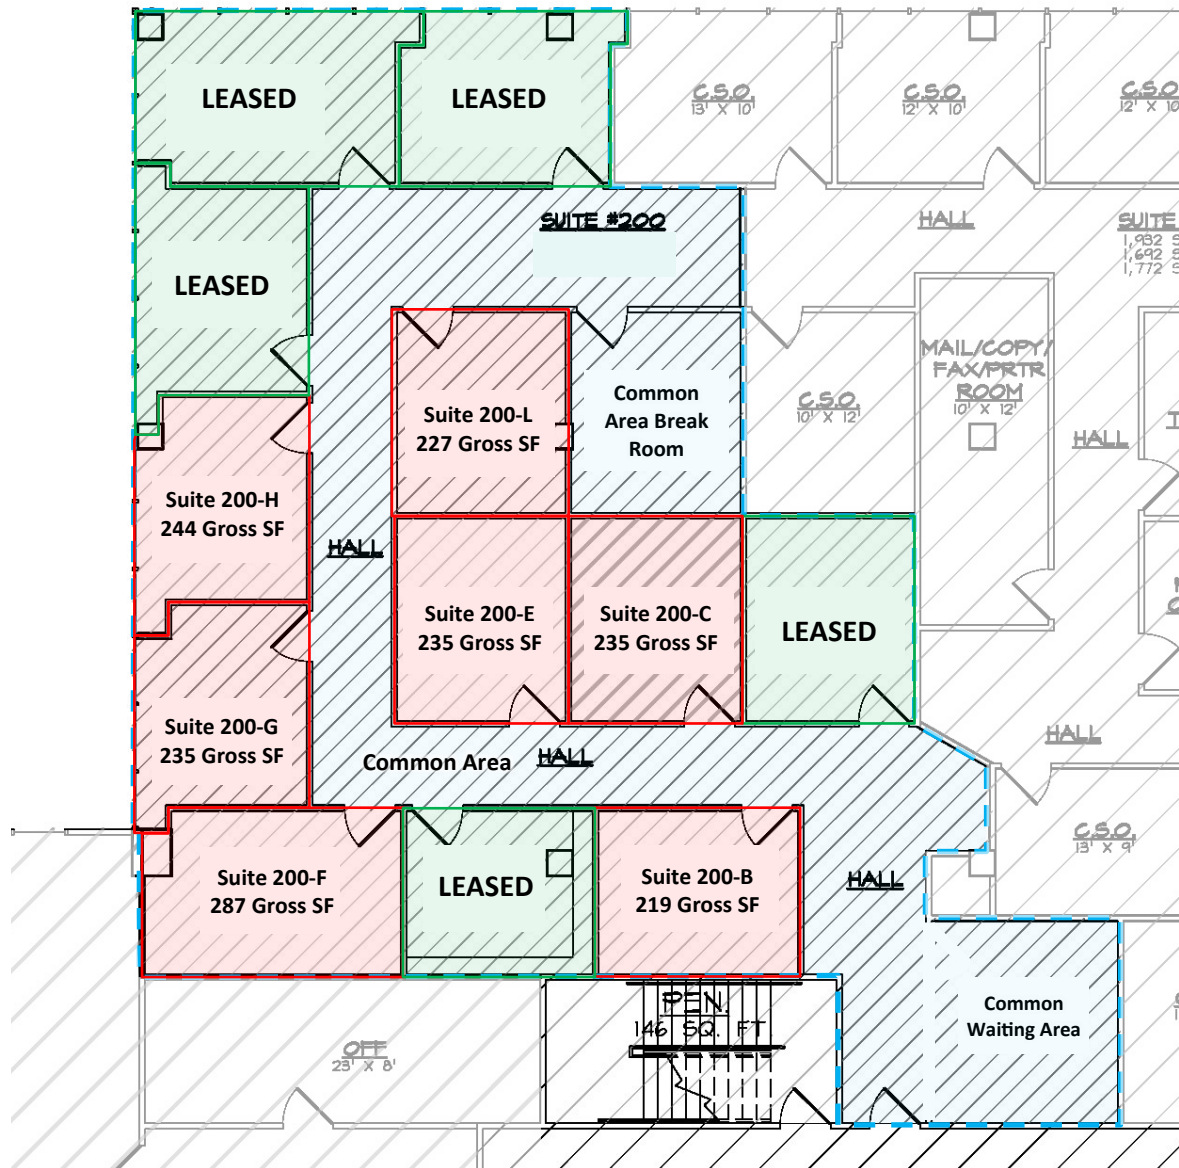 LEASED
LEASED
C.S.O.
13' X 10'
C.S.O.
12' X 10'
C.S.O.
12' X 10'
SUITE #200
HALL
SUITE
1,932 S
1,692 S
1,772 S
LEASED
MAIL/COPY/
FAX/PRTR
ROOM
10' X 12'
Common
Area Break
Room
C.S.O.
10' X 12'
Suite 200-L
227 Gross SF
HALL
Suite 200-H
244 Gross SF
HALL
Suite 200-E
235 Gross SF
Suite 200-C
235 Gross SF
LEASED
Suite 200-G
235 Gross SF
HALL
Common Area
HALL
C.S.O.
13' X 9'
Suite 200-F
287 Gross SF
LEASED
Suite 200-B
219 Gross SF
HALL
PEN.
146 SQ. FT
Common
Waiting Area
OFF
23' X 8'